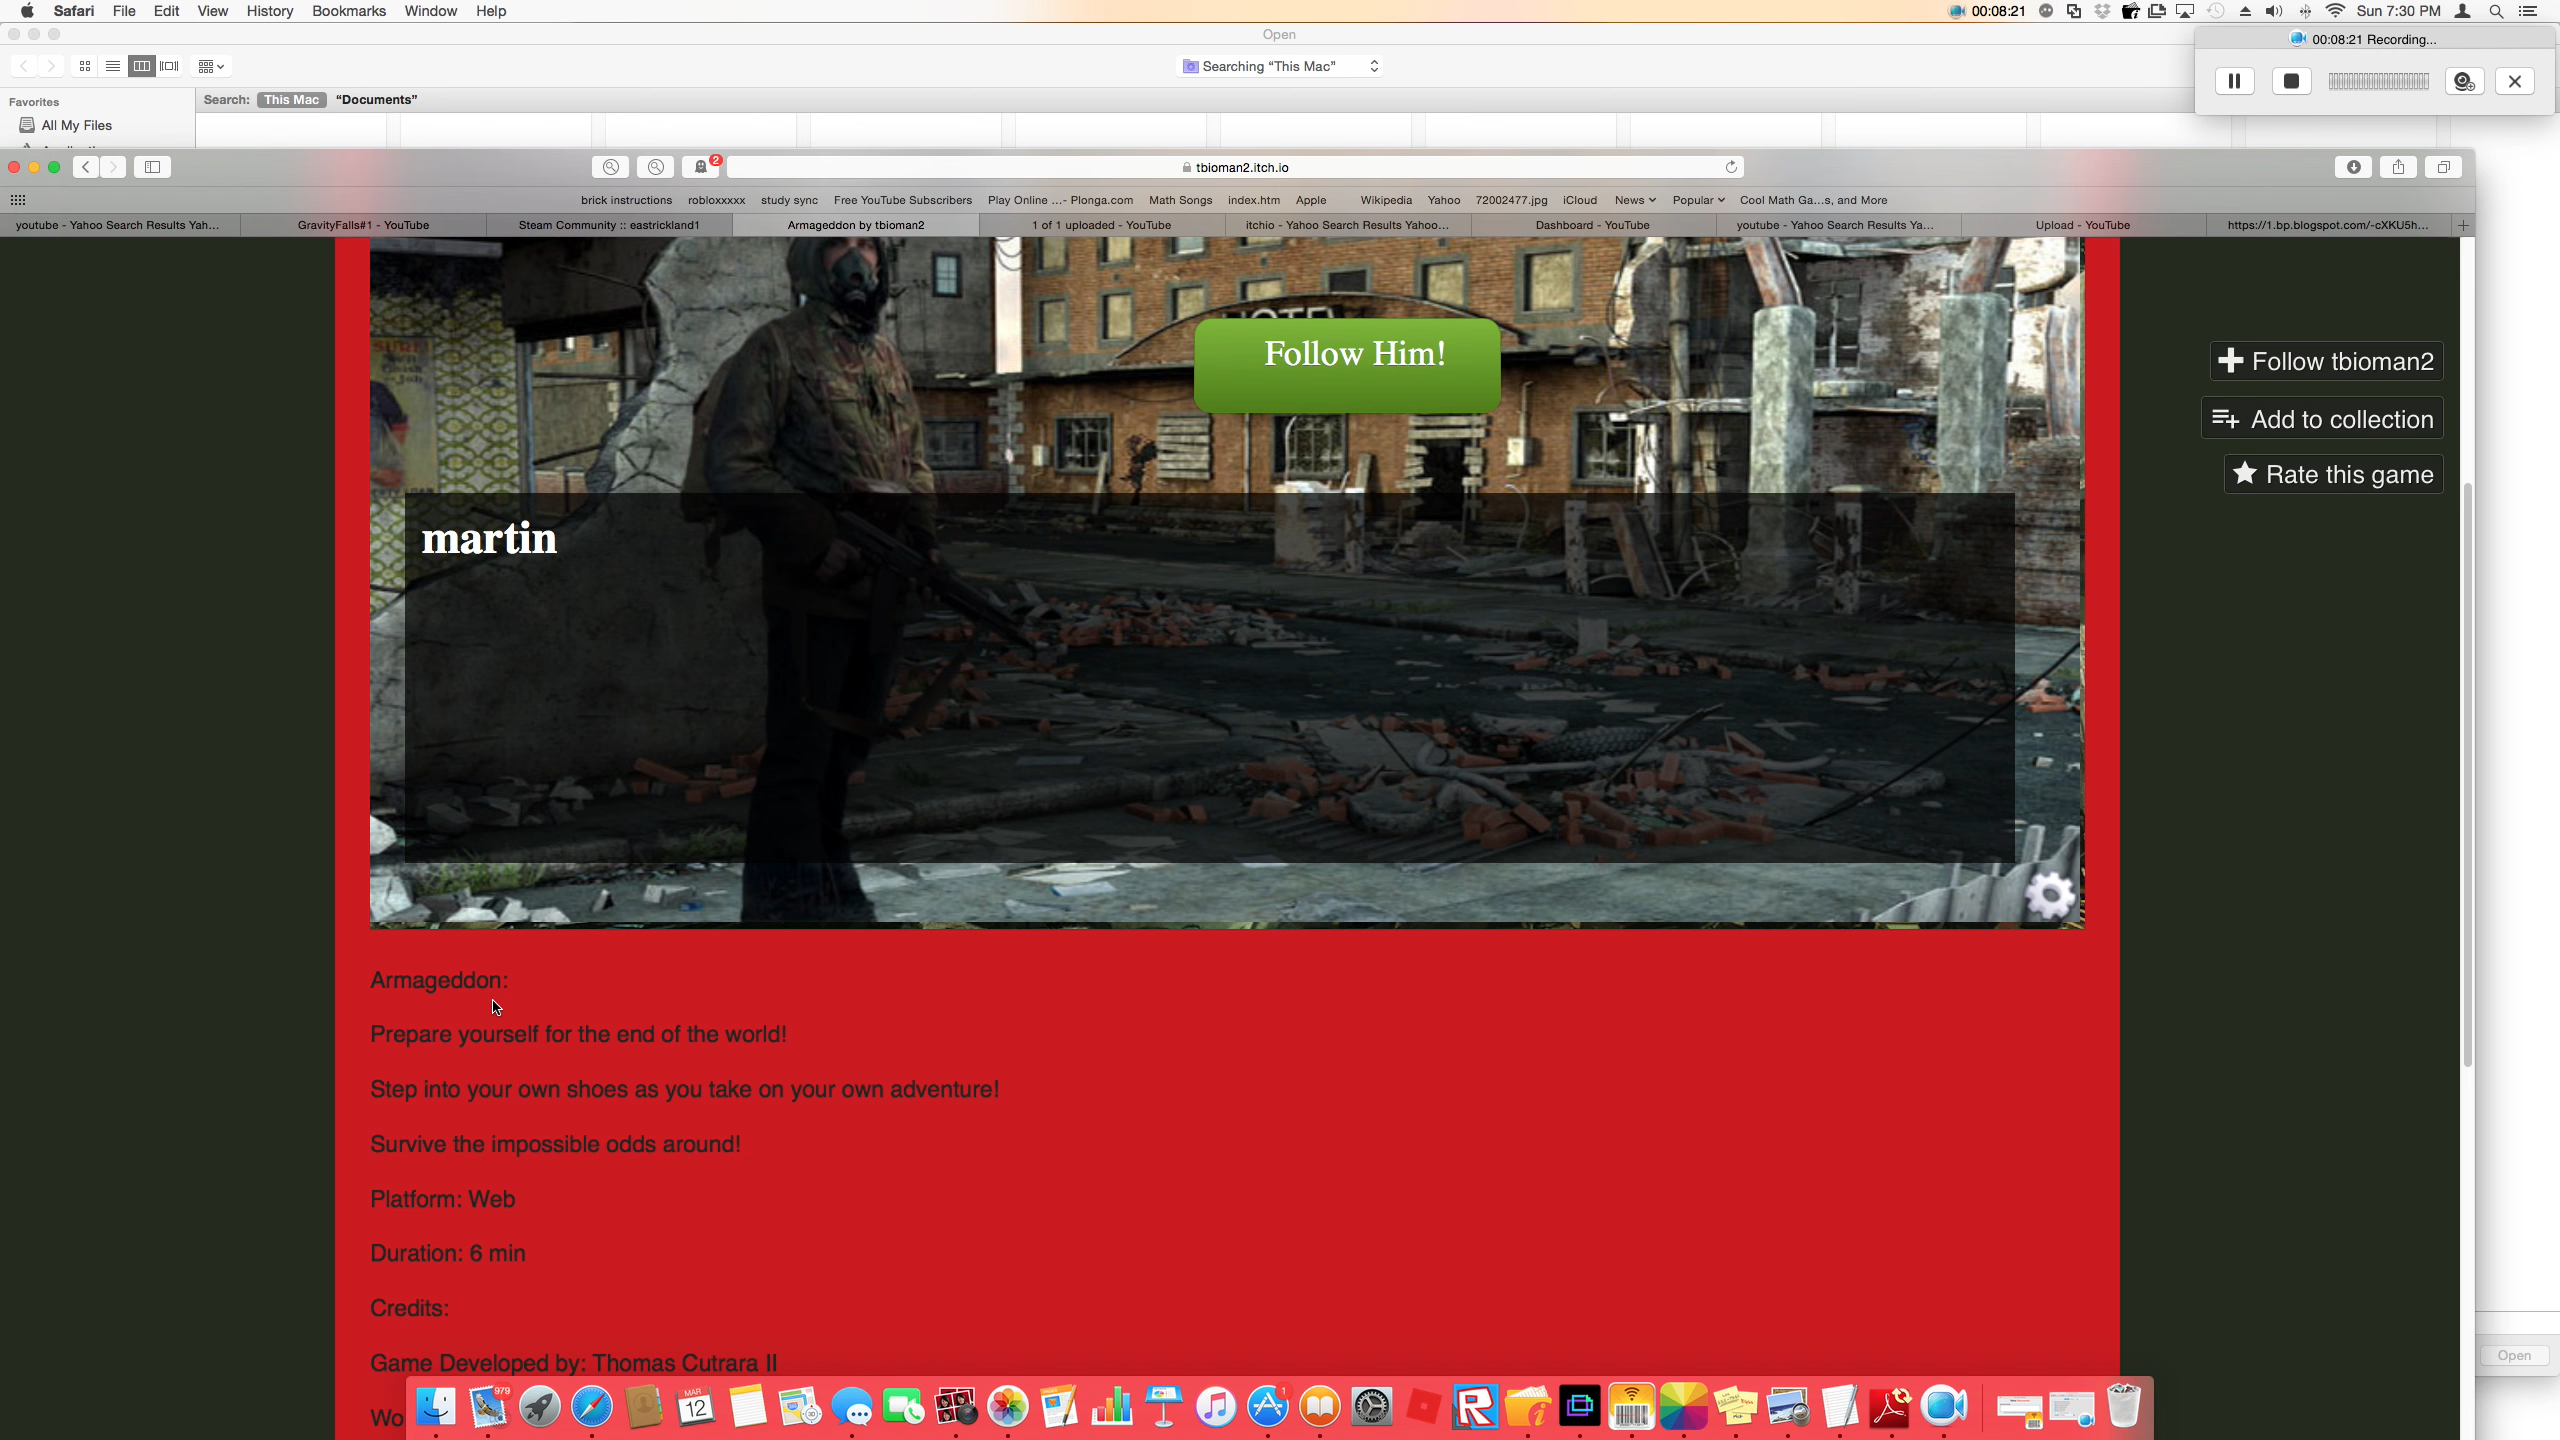 Safari File Edit View History Bookmarks Window Help 00:08:21 Sun 7:30 PM
Open
00:08:21 Recording...
Searching “This Mac”
Search: This Mac “Documents”
Favorites
All My Files
2
tbioman2.itch.io
brick instructions robloxxxxx study sync Free YouTube Subscribers Play Online ...- Plonga.com Math Songs index.htm Apple Wikipedia Yahoo 72002477.jpg iCloud News Popular Cool Math Ga...s, and More
youtube - Yahoo Search Results Yah... GravityFalls#1 - YouTube Steam Community :: eastrickland1 Armageddon by tbioman2 1 of 1 uploaded - YouTube itchio - Yahoo Search Results Yahoo... Dashboard - YouTube youtube - Yahoo Search Results Ya... Upload - YouTube https://1.bp.blogspot.com/-cXKU5h...
HOTEL
Follow Him!
Follow tbioman2
Add to collection
Rate this game
martin
Armageddon:
Prepare yourself for the end of the world!
Step into your own shoes as you take on your own adventure!
Survive the impossible odds around!
Platform: Web
Duration: 6 min
Credits:
Game Developed by: Thomas Cutrara II
Open
Wo
979
MAR
12
1